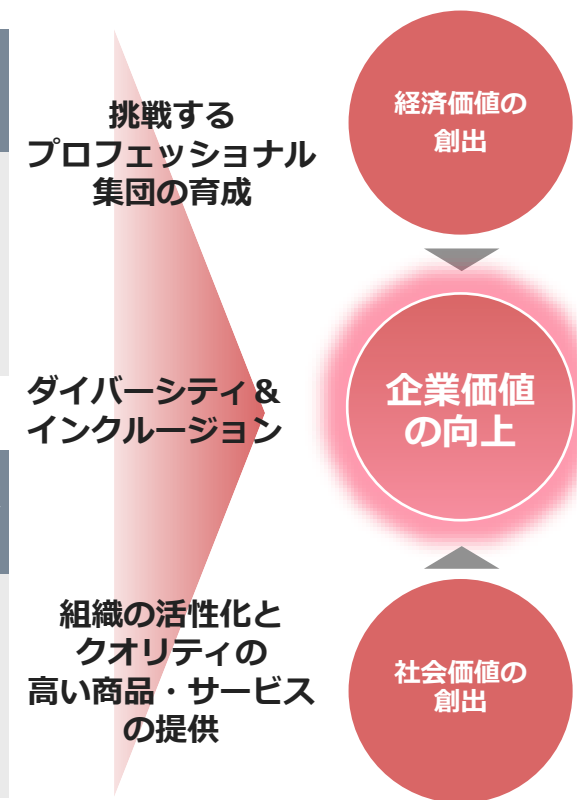 挑戦する
プロフェッショナル
集団の育成
ダイバーシティ＆
インクルージョン
組織の活性化と
クオリティの
高い商品・サービス
の提供
経済価値の
創出
企業価値
の向上
社会価値の
創出